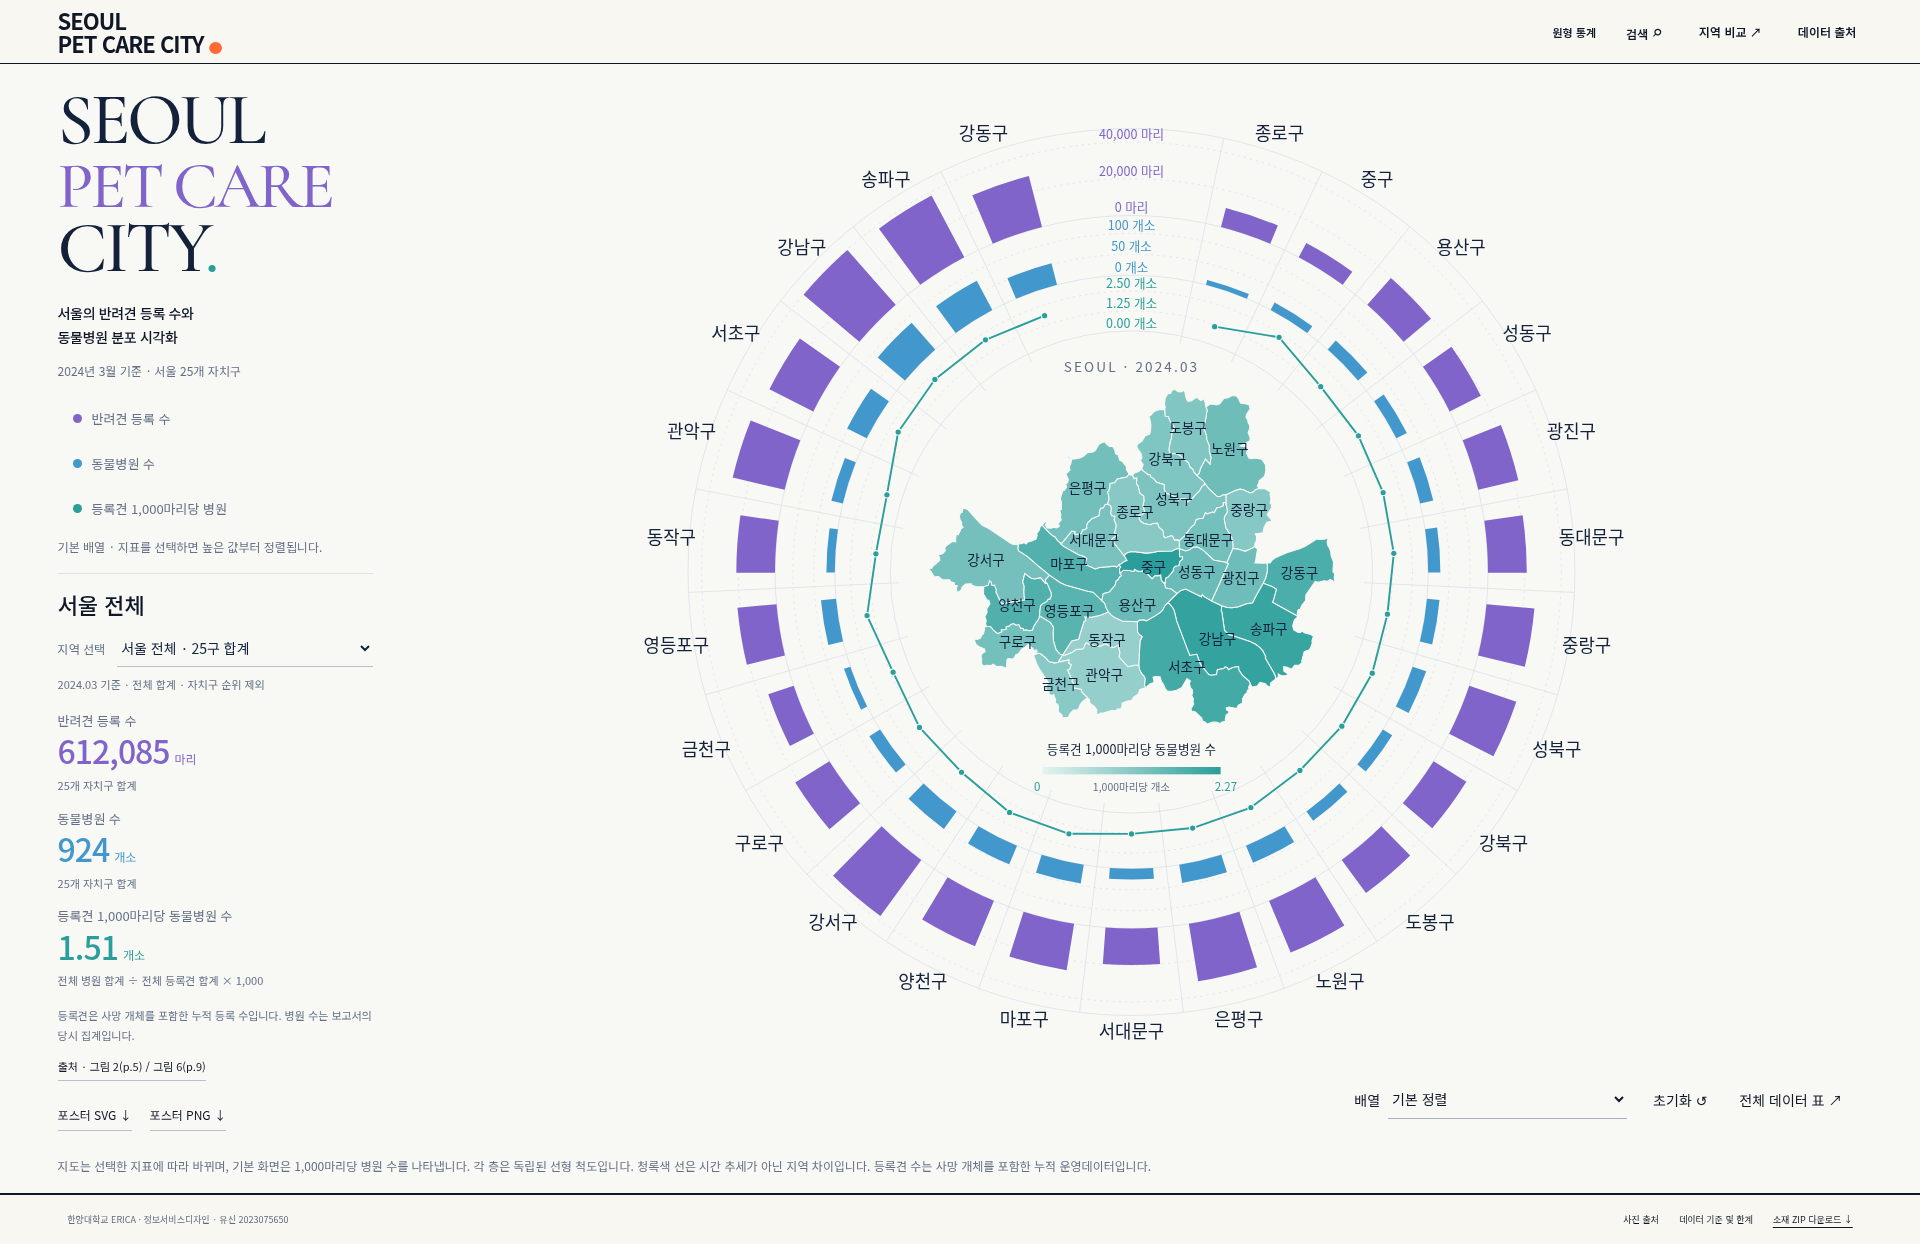 SEOUL
PET CARE CITY
원형 통계
검색
지역 비교 ↗
데이터 출처
SEOUL
PET CARE
CITY.
서울의 반려견 등록 수와
동물병원 분포 시각화
2024년 3월 기준 · 서울 25개 자치구
반려견 등록 수
동물병원 수
등록견 1,000마리당 병원
기본 배열 · 지표를 선택하면 높은 값부터 정렬됩니다.
서울 전체
지역 선택 서울 전체 · 25구 합계
2024.03 기준 · 전체 합계 · 자치구 순위 제외
반려견 등록 수
612,085 마리
25개 자치구 합계
동물병원 수
924 개소
25개 자치구 합계
등록견 1,000마리당 동물병원 수
1.51 개소
전체 병원 합계 ÷ 전체 등록견 합계 × 1,000
등록견은 사망 개체를 포함한 누적 등록 수입니다. 병원 수는 보고서의
당시 집계입니다.
출처 · 그림 2(p.5) / 그림 6(p.9)
포스터 SVG ↓
포스터 PNG ↓
40,000 마리
20,000 마리
0 마리
100 개소
50 개소
0 개소
2.50 개소
1.25 개소
0.00 개소
종로구
중구
용산구
성동구
광진구
동대문구
중랑구
성북구
강북구
도봉구
노원구
은평구
서대문구
마포구
양천구
강서구
구로구
금천구
영등포구
동작구
관악구
서초구
강남구
송파구
강동구
SEOUL · 2024.03
도봉구
노원구
강북구
은평구
성북구
종로구
중랑구
서대문구
동대문구
강서구
마포구
중구
성동구
광진구
강동구
양천구
영등포구
용산구
송파구
구로구
동작구
강남구
서초구
관악구
금천구
등록견 1,000마리당 동물병원 수
0
1,000마리당 개소
2.27
배열 기본 정렬
초기화 ↺
전체 데이터 표 ↗
지도는 선택한 지표에 따라 바뀌며, 기본 화면은 1,000마리당 병원 수를 나타냅니다. 각 층은 독립된 선형 척도입니다. 청록색 선은 시간 추세가 아닌 지역 차이입니다. 등록견 수는 사망 개체를 포함한 누적 운영데이터입니다.
한양대학교 ERICA · 정보서비스디자인 · 유신 2023075650
사진 출처
데이터 기준 및 한계
소재 ZIP 다운로드 ↓